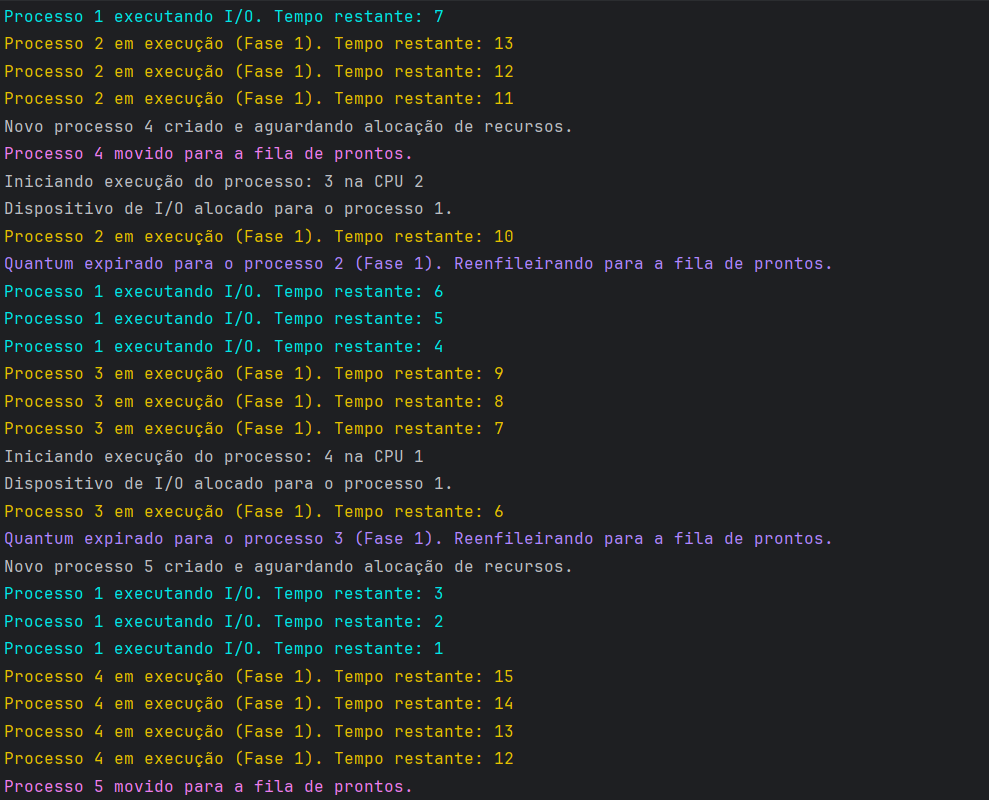 Processo 1 executando I/O. Tempo restante: 7
Processo 2 em execução (Fase 1). Tempo restante: 13
Processo 2 em execução (Fase 1). Tempo restante: 12
Processo 2 em execução (Fase 1). Tempo restante: 11
Novo processo 4 criado e aguardando alocação de recursos.
Processo 4 movido para a fila de prontos.
Iniciando execução do processo: 3 na CPU 2
Dispositivo de I/O alocado para o processo 1.
Processo 2 em execução (Fase 1). Tempo restante: 10
Quantum expirado para o processo 2 (Fase 1). Reenfileirando para a fila de prontos.
Processo 1 executando I/O. Tempo restante: 6
Processo 1 executando I/O. Tempo restante: 5
Processo 1 executando I/O. Tempo restante: 4
Processo 3 em execução (Fase 1). Tempo restante: 9
Processo 3 em execução (Fase 1). Tempo restante: 8
Processo 3 em execução (Fase 1). Tempo restante: 7
Iniciando execução do processo: 4 na CPU 1
Dispositivo de I/O alocado para o processo 1.
Processo 3 em execução (Fase 1). Tempo restante: 6
Quantum expirado para o processo 3 (Fase 1). Reenfileirando para a fila de prontos.
Novo processo 5 criado e aguardando alocação de recursos.
Processo 1 executando I/O. Tempo restante: 3
Processo 1 executando I/O. Tempo restante: 2
Processo 1 executando I/O. Tempo restante: 1
Processo 4 em execução (Fase 1). Tempo restante: 15
Processo 4 em execução (Fase 1). Tempo restante: 14
Processo 4 em execução (Fase 1). Tempo restante: 13
Processo 4 em execução (Fase 1). Tempo restante: 12
Processo 5 movido para a fila de prontos.